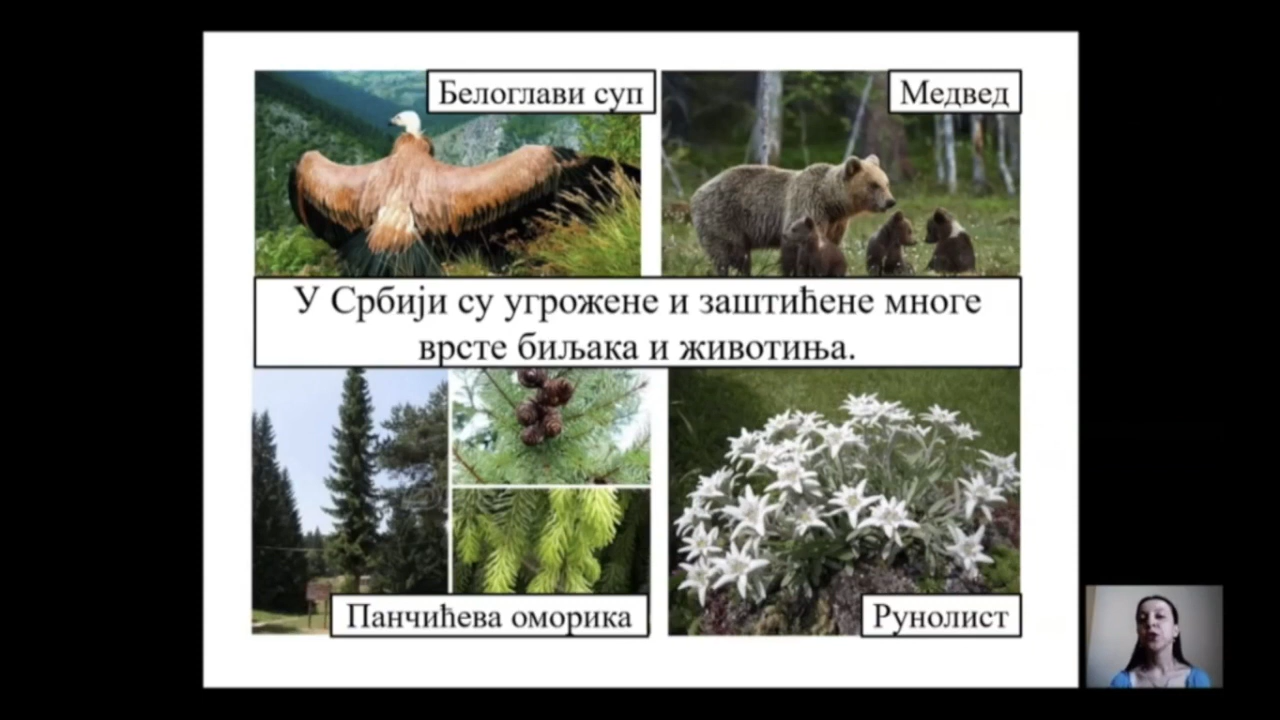 Белоглави суп
Медвед
У Србији су угрожене и заштићене многе
врсте биљака и животиња.
Панчићева оморика
Рунолист